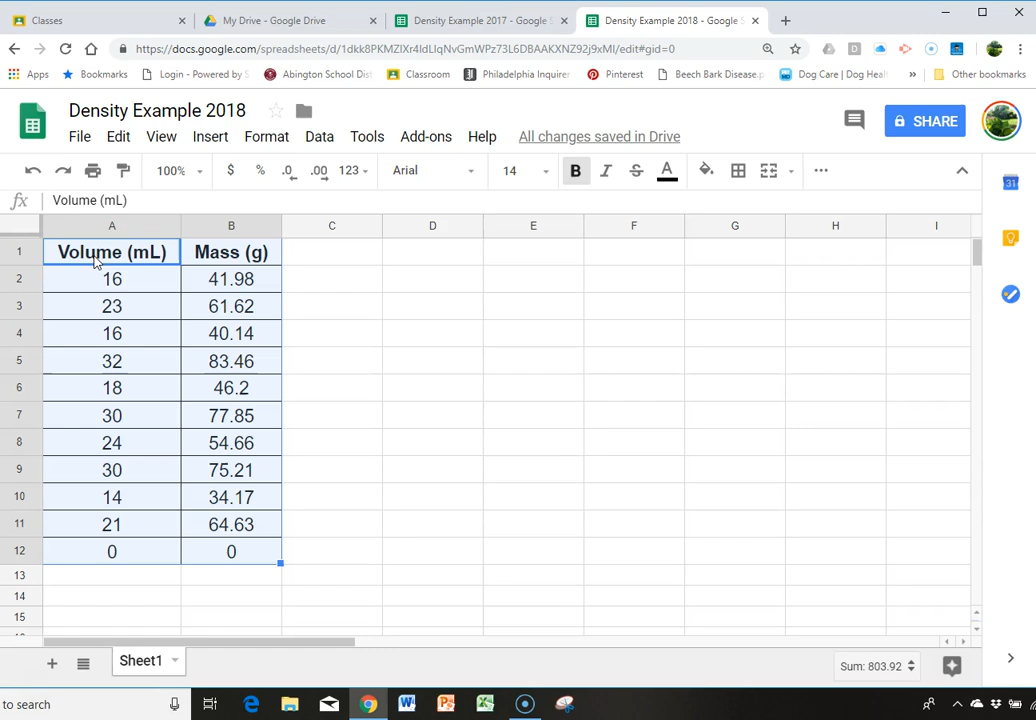 Classes
My Drive - Google Drive
Density Example 2017 - Google S
Density Example 2018 - Google S
https://docs.google.com/spreadsheets/d/1dkk8PKMZIXr4IdLIqNvGmWPz73L6DBAAKXNZ92j9xMI/edit#gid=0
Apps
Bookmarks
Login - Powered by
Abington School Dis
Classroom
Philadelphia Inquirer
Pinterest
Beech Bark Disease.p
Dog Care | Dog Heal
Other bookmarks
Density Example 2018
File Edit View Insert Format Data Tools Add-ons Help All changes saved in Drive
SHARE
100% $ % .0 .00 123 Arial 14 B I S A
31
fx Volume (mL)
A B C D E F G H I
1 Volume (mL) Mass (g)
2 16 41.98
3 23 61.62
4 16 40.14
5 32 83.46
6 18 46.2
7 30 77.85
8 24 54.66
9 30 75.21
10 14 34.17
11 21 64.63
12 0 0
13
14
15
Sheet1
Sum: 803.92
to search